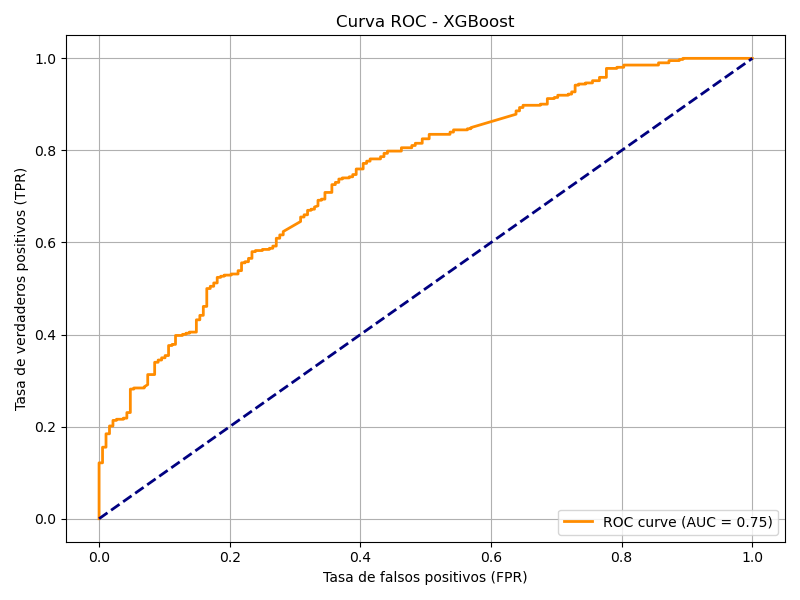 Curva ROC - XGBoost
Tasa de verdaderos positivos (TPR)
1.0
0.8
0.6
0.4
0.2
0.0
0.0 0.2 0.4 0.6 0.8 1.0
Tasa de falsos positivos (FPR)
ROC curve (AUC = 0.75)